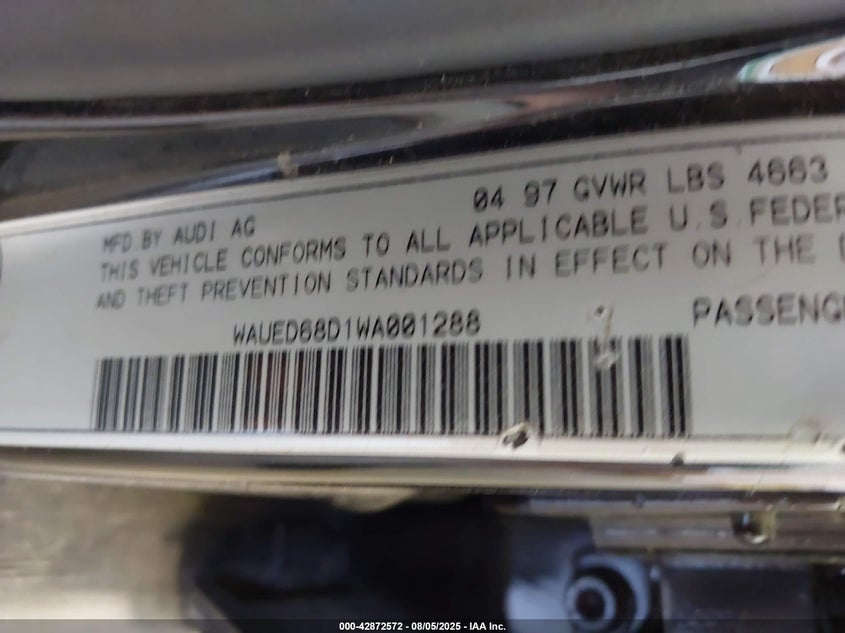 04 97 GVWR LBS 4663
MFD BY AUDI AG
THIS VEHICLE CONFORMS TO ALL APPLICABLE U.S.FEDER
AND THEFT PREVENTION STANDARDS IN EFFECT ON THE D
WAUED68D1WA001288
PASSENG
000-42872572 - 08/05/2025 - IAA Inc.